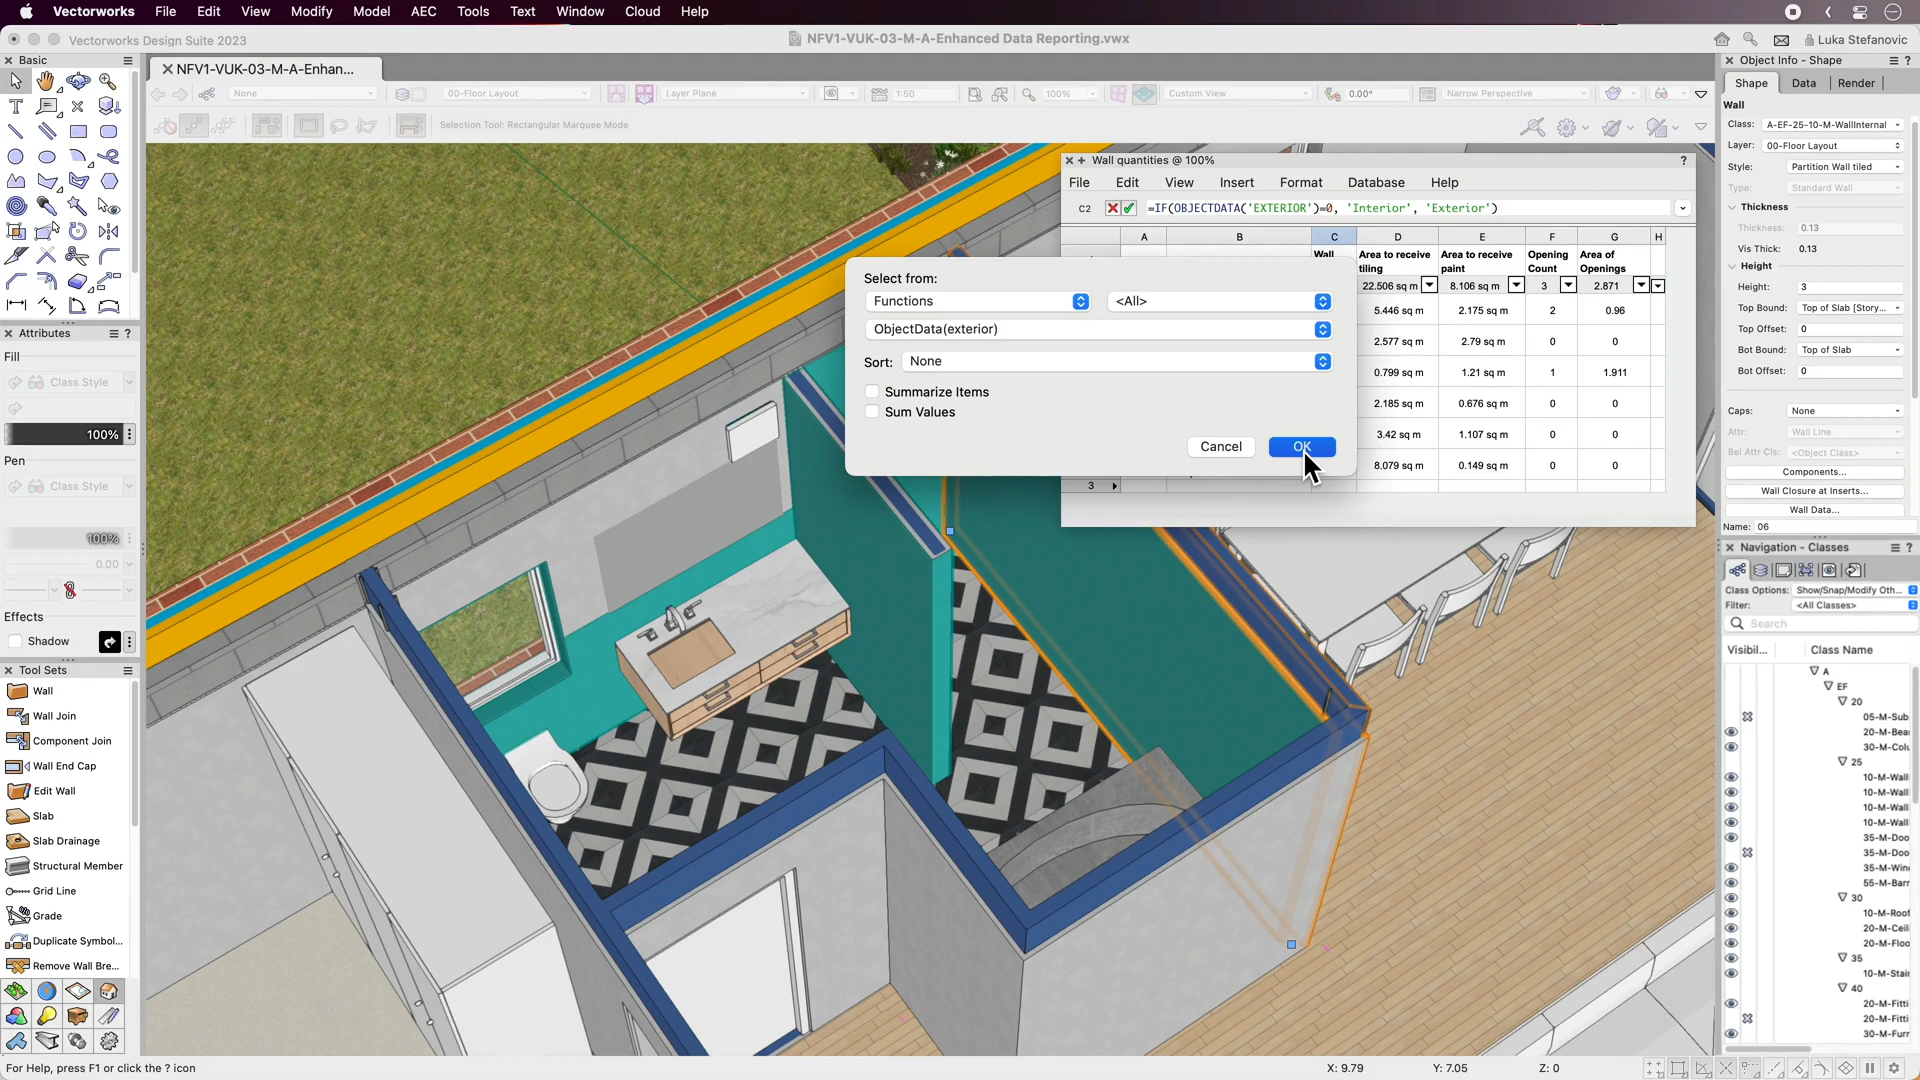 Vectorworks File Edit View Modify Model AEC Tools Text Window Cloud Help
Vectorworks Design Suite 2023
NFV1-VUK-03-M-A-Enhanced Data Reporting.vwx
Luka Stefanovic
Basic
NFV1-VUK-03-M-A-Enhan...
None
00-Floor Layout
Layer Plane
1:50
100%
Custom View
0.00°
Narrow Perspective
Selection Tool: Rectangular Marquee Mode
Attributes
Fill
Class Style
100%
Pen
Class Style
100%
0.00
Effects
Shadow
Tool Sets
Wall
Wall Join
Component Join
Wall End Cap
Edit Wall
Slab
Slab Drainage
Structural Member
Grid Line
Grade
Duplicate Symbol...
Remove Wall Bre...
Wall quantities @ 100%
?
File Edit View Insert Format Database Help
C2
=IF(OBJECTDATA('EXTERIOR')=0, 'Interior', 'Exterior')
A B C D E F G H
Wall
Area to receive tiling
Area to receive paint
Opening Count
Area of Openings
22.506 sq m 8.106 sq m 3 2.871
5.446 sq m 2.175 sq m 2 0.96
2.577 sq m 2.79 sq m 0 0
0.799 sq m 1.21 sq m 1 1.911
2.185 sq m 0.676 sq m 0 0
3.42 sq m 1.107 sq m 0 0
8.079 sq m 0.149 sq m 0 0
3
Select from:
Functions
<All>
ObjectData(exterior)
Sort: None
Summarize Items
Sum Values
Cancel
OK
Object Info - Shape
Shape Data Render
Wall
Class: A-EF-25-10-M-WallInternal
Layer: 00-Floor Layout
Style: Partition Wall tiled
Type: Standard Wall
Thickness
Thickness: 0.13
Vis Thick: 0.13
Height
Height: 3
Top Bound: Top of Slab [Story...
Top Offset: 0
Bot Bound: Top of Slab
Bot Offset: 0
Caps: None
Attr: Wall Line
Bel Attr Cls: <Object Class>
Components...
Wall Closure at Inserts...
Wall Data...
Name: 06
Navigation - Classes
Class Options: Show/Snap/Modify Oth...
Filter: <All Classes>
Search
Visibil... Class Name
A
EF
20
05-M-Sub
20-M-Bea
30-M-Colu
25
10-M-Wall
10-M-Wall
10-M-Wall
10-M-Wall
35-M-Doo
35-M-Doo
35-M-Win
55-M-Barr
30
10-M-Roof
20-M-Ceil
20-M-Floo
35
10-M-Stair
40
20-M-Fitti
20-M-Fitti
30-M-Furr
For Help, press F1 or click the ? icon
X: 9.79 Y: 7.05 Z: 0